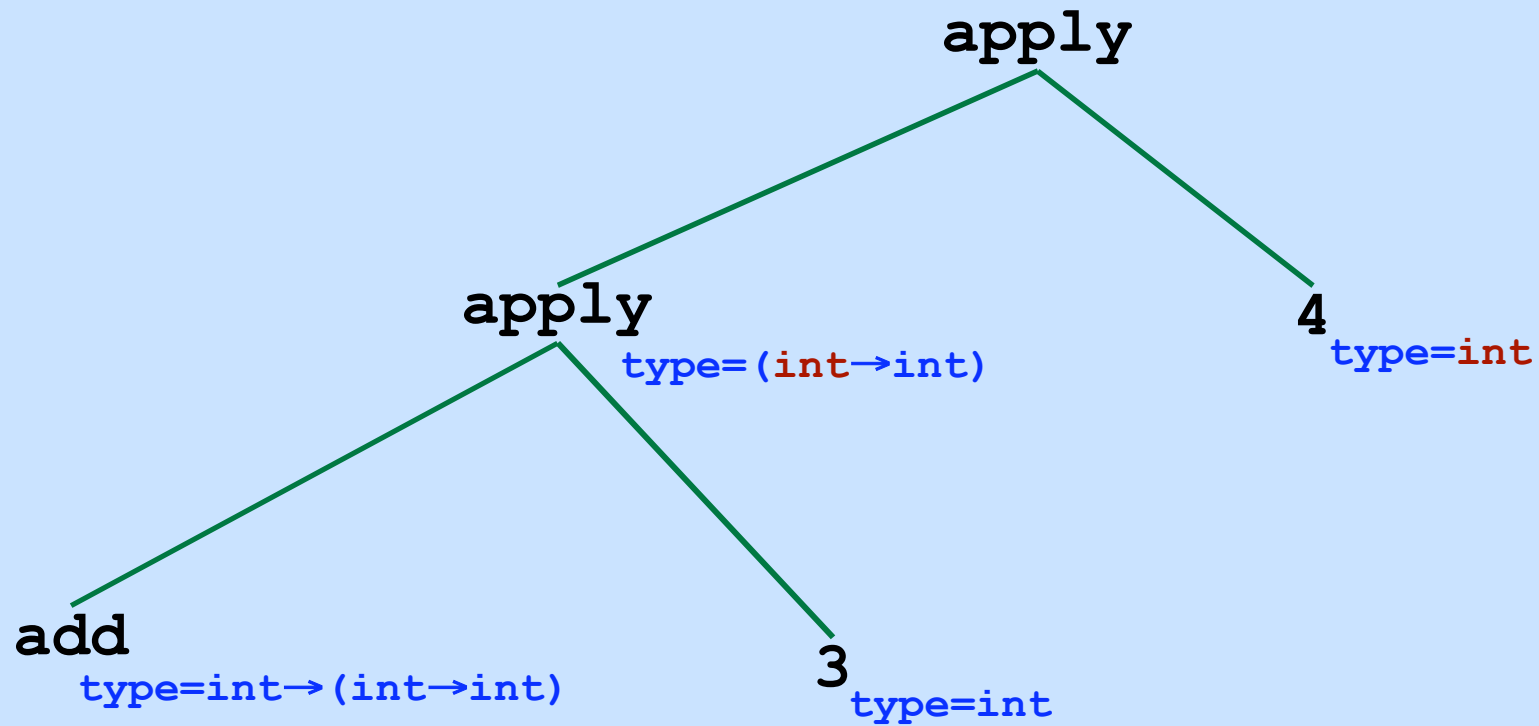 apply
apply
4
type=(int→int)
type=int
add
3
type=int→(int→int)
type=int